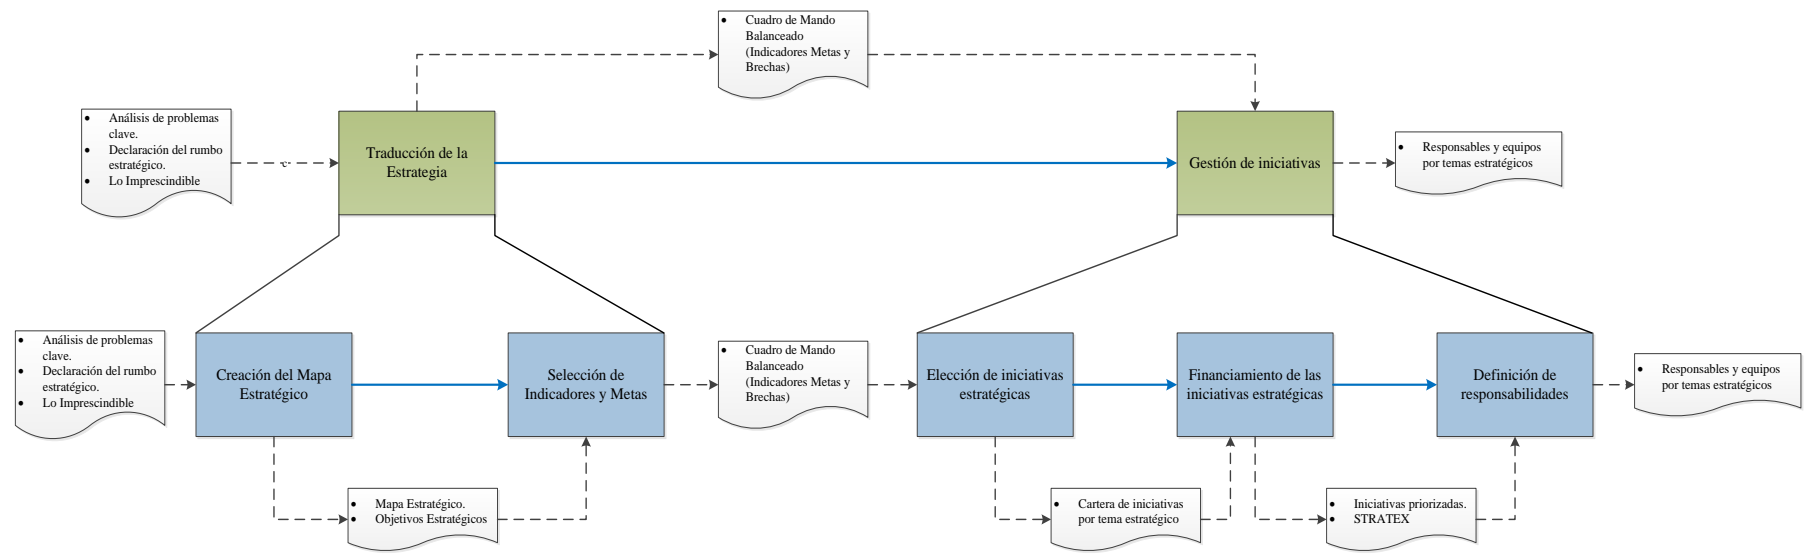 • Cuadro de Mando
Balanceado
(Indicadores Metas y
Brechas)
• Análisis de problemas
clave.
• Declaración del rumbo
estratégico.
• Lo Imprescindible
c
Traducción de la
Estrategia
Gestión de iniciativas
• Responsables y equipos
por temas estratégicos
• Análisis de problemas
clave.
• Declaración del rumbo
estratégico.
• Lo Imprescindible
Creación del Mapa
Estratégico
Selección de
Indicadores y Metas
• Cuadro de Mando
Balanceado
(Indicadores Metas y
Brechas)
Elección de iniciativas
estratégicas
Financiamiento de las
iniciativas estratégicas
Definición de
responsabilidades
• Responsables y equipos
por temas estratégicos
• Mapa Estratégico.
• Objetivos Estratégicos
• Cartera de iniciativas
por tema estratégico
• Iniciativas priorizadas.
• STRATEX